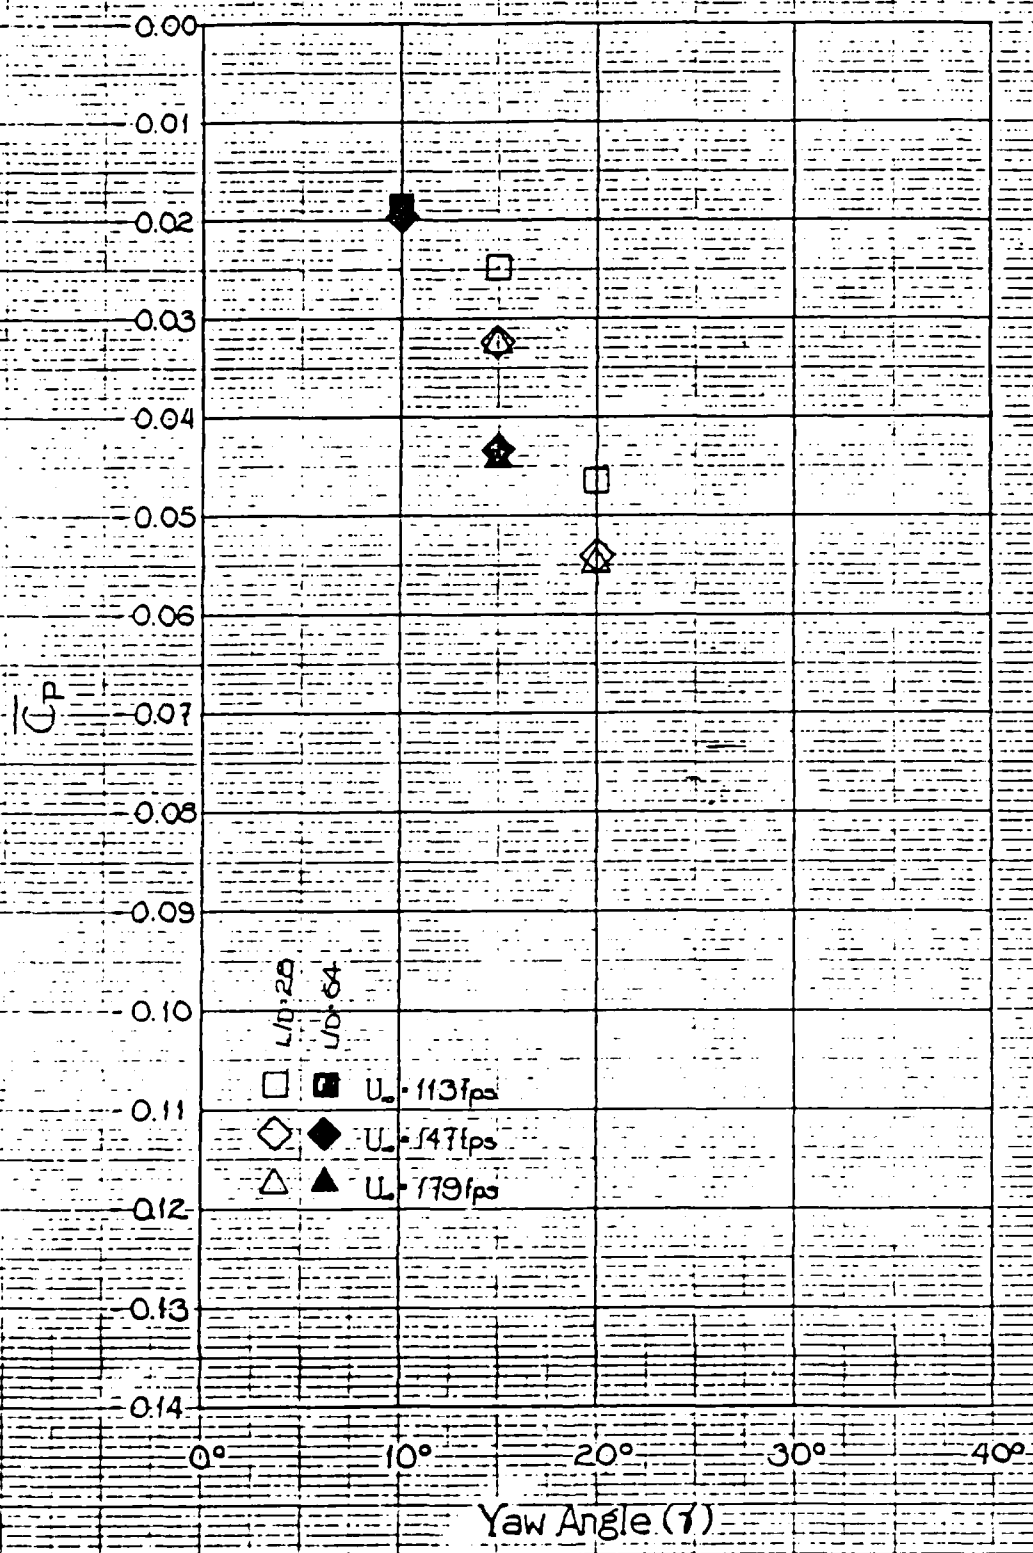 0.00
-0.01
-0.02
-0.03
-0.04
-0.05
-0.06
C̅p
-0.07
-0.08
-0.09
L/D=28
L/D=64
-0.10
U∞=113fps
-0.11
U∞=147fps
U∞=179fps
-0.12
-0.13
-0.14
0° 10° 20° 30° 40°
Yaw Angle (γ)